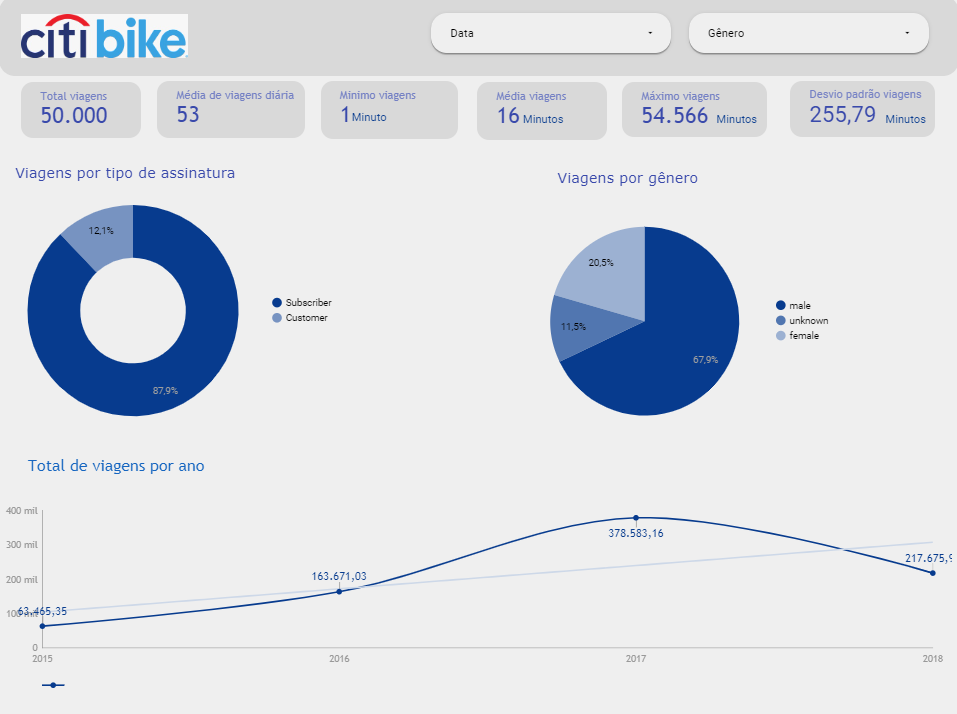 citi bike
Data
Gênero
Total viagens
50.000
Média de viagens diária
53
Mínimo viagens
1 Minuto
Média viagens
16 Minutos
Máximo viagens
54.566 Minutos
Desvio padrão viagens
255,79 Minutos
Viagens por tipo de assinatura
12,1%
87,9%
Subscriber
Customer
Viagens por gênero
20,5%
11,5%
67,9%
male
unknown
female
Total de viagens por ano
400 mil
300 mil
200 mil
100 mil
0
63.465,35
163.671,03
378.583,16
217.675,9
2015
2016
2017
2018